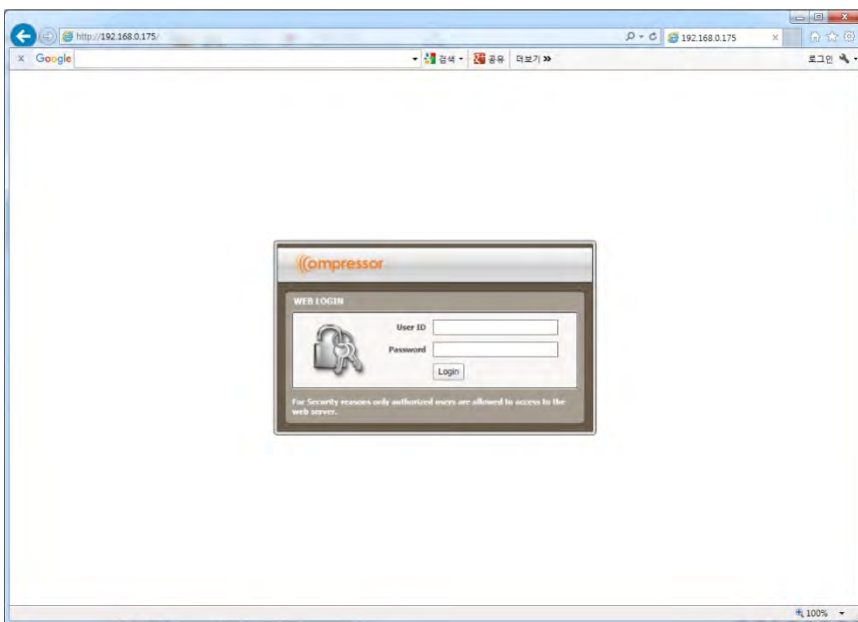 http://192.168.0.175/
192.168.0.175
x Google
검색
공유
더보기 »
로그인
((ompressor
WEB LOGIN
User ID
Password
Login
For Security reasons only authorized users are allowed to access to the
web server.
100%